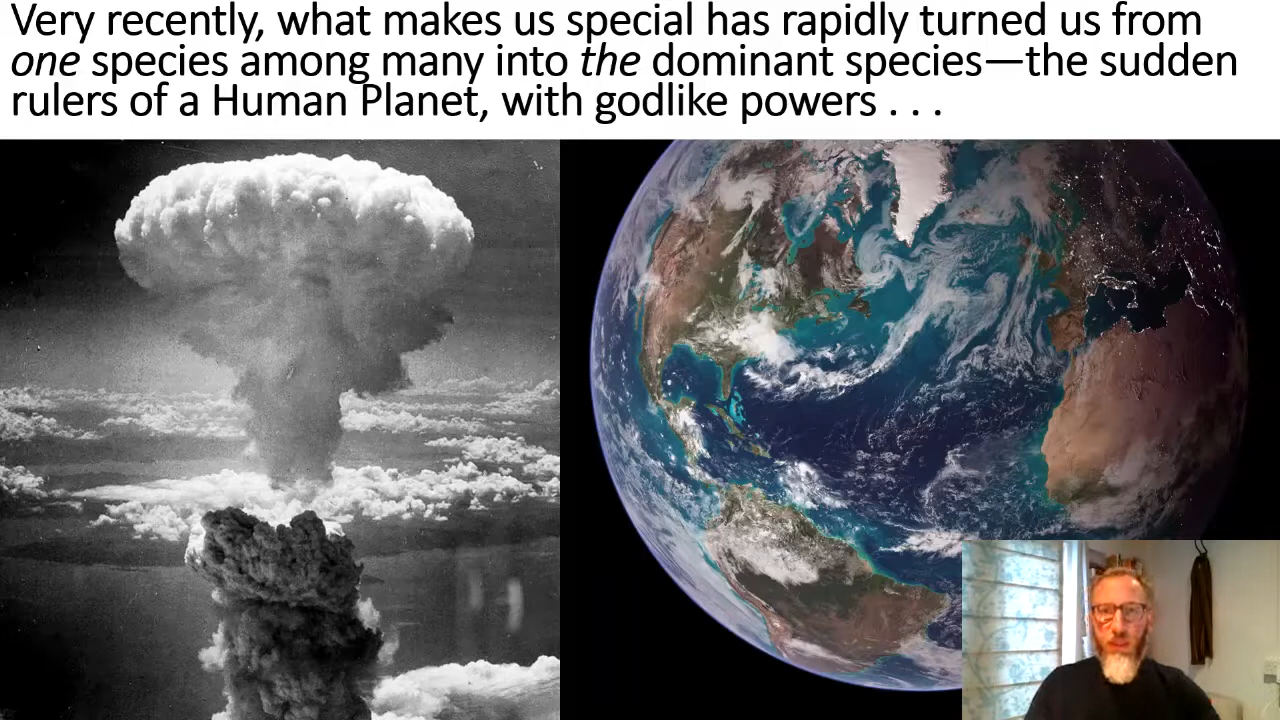 Very recently, what makes us special has rapidly turned us from
one species among many into the dominant species—the sudden
rulers of a Human Planet, with godlike powers . . .